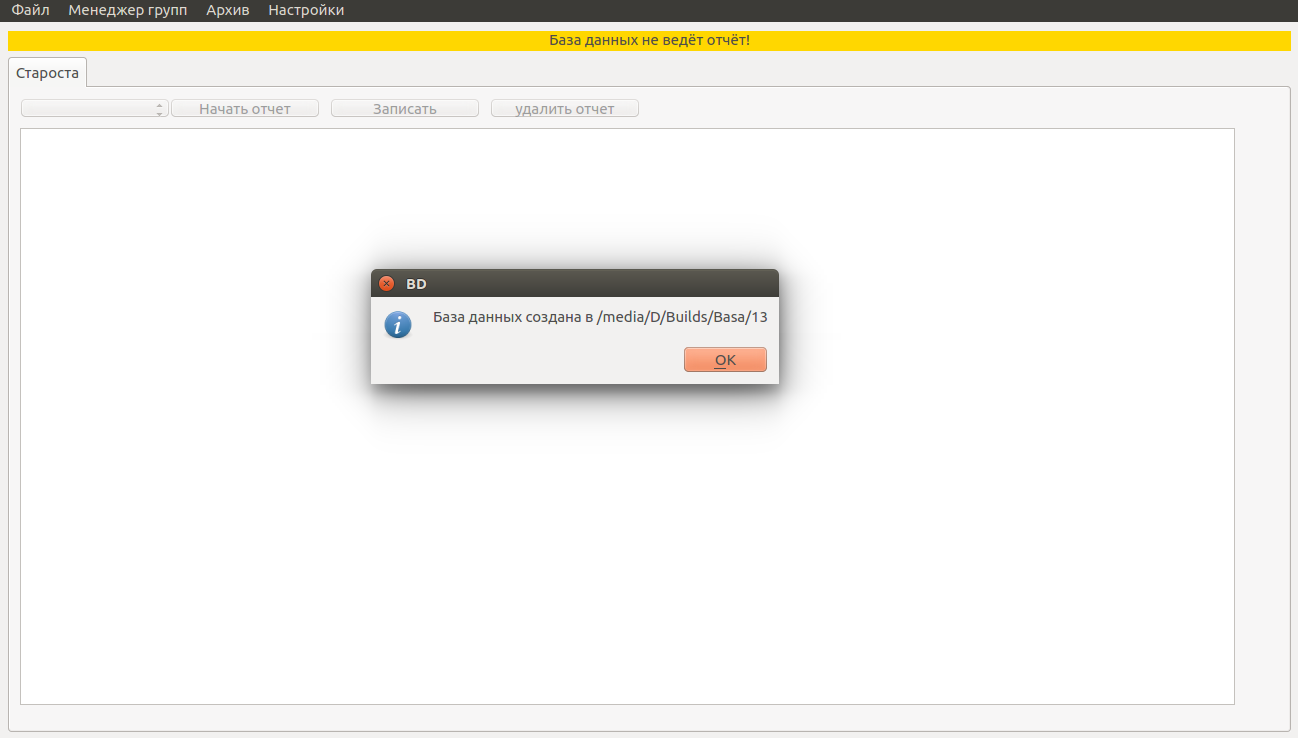 Файл Менеджер групп Архив Настройки
База данных не ведёт отчёт!
Староста
Начать отчет Записать удалить отчет
BD
База данных создана в /media/D/Builds/Basa/13
OK